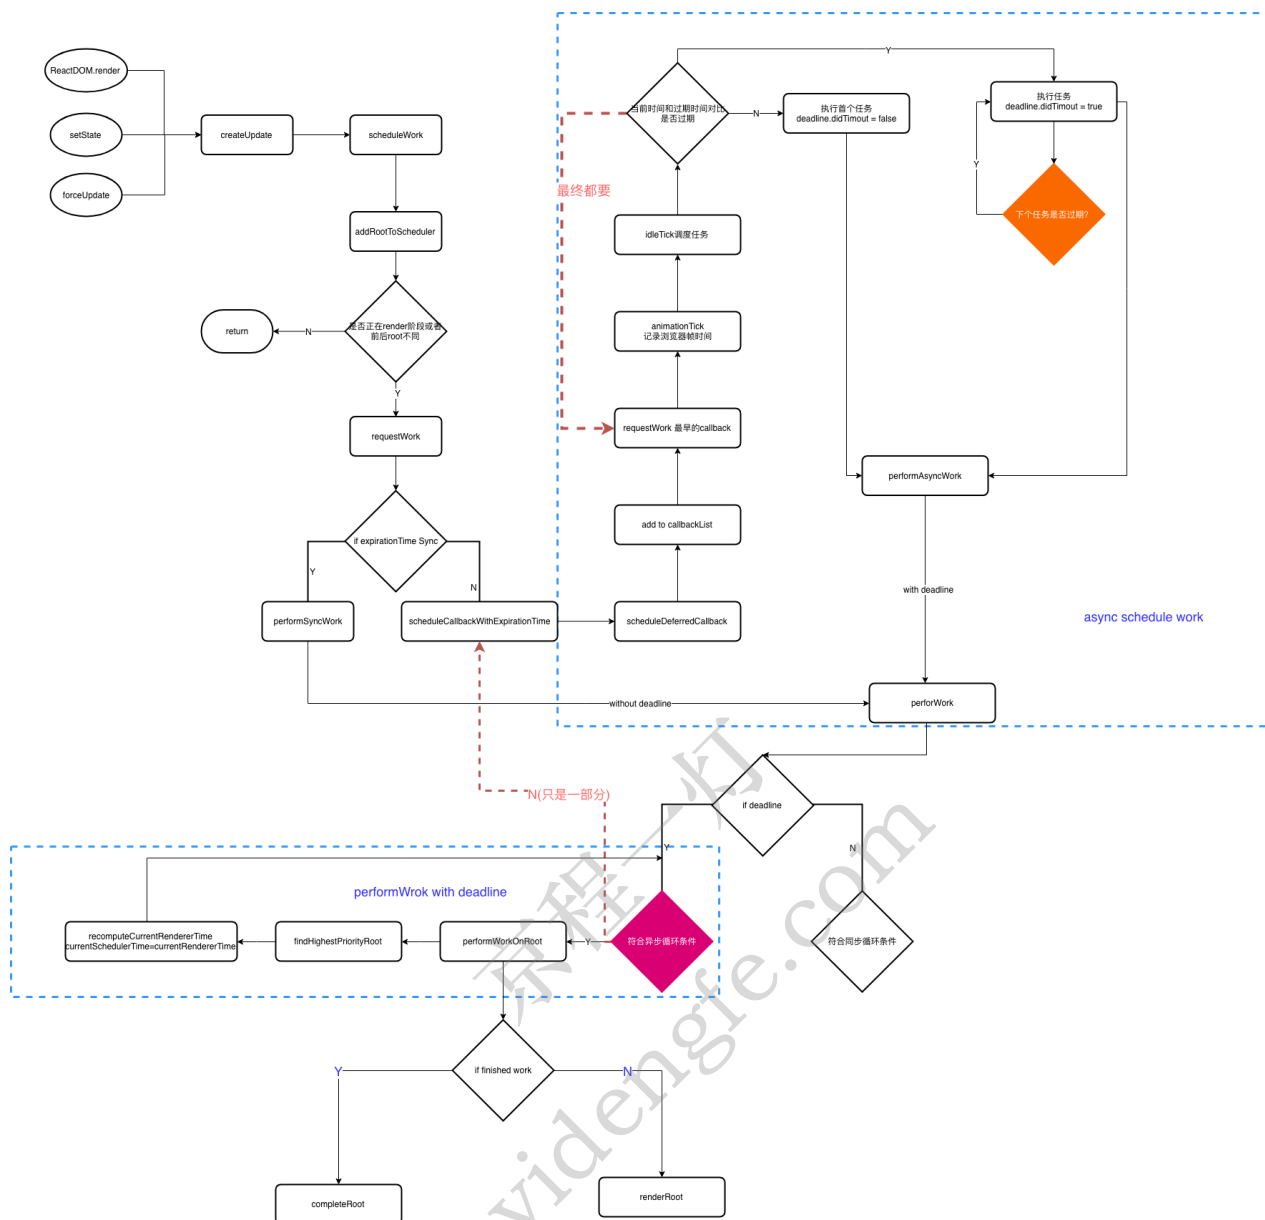 ReactDOM.render
setState
forceUpdate
createUpdate
scheduleWork
addRootToScheduler
是否正在render阶段或者
前后root不同
N
return
Y
requestWork
if expirationTime Sync
Y
N
performSyncWork
scheduleCallbackWithExpirationTime
scheduleDeferredCallback
add to callbackList
requestWork 最早的callback
animationTick
记录浏览器帧时间
idleTick调度任务
最终都要
当前时间和过期时间对比
是否过期
N
Y
执行首个任务
deadline.didTimout = false
执行任务
deadline.didTimout = true
Y
下个任务是否过期?
performAsyncWork
with deadline
async schedule work
without deadline
perforWork
if deadline
Y
N
N(只是一部分)
performWrok with deadline
recomputeCurrentRendererTime
currentSchedulerTime=currentRendererTime
findHighestPriorityRoot
performWorkOnRoot
Y
符合异步循环条件
符合同步循环条件
if finished work
Y
N
completeRoot
renderRoot
京程一灯
videngfe.com